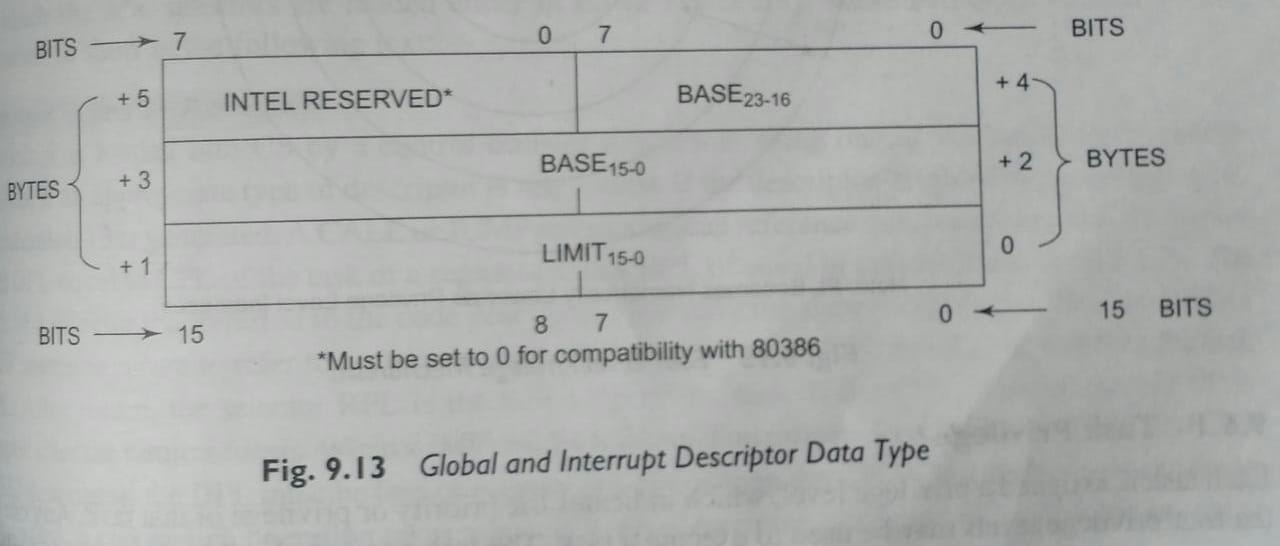 BITS 7 0 7 0 BITS
+ 5 INTEL RESERVED* BASE23-16 + 4
BYTES + 3 BASE15-0 + 2 BYTES
+ 1 LIMIT15-0 0
BITS 15 8 7 0 15 BITS
*Must be set to 0 for compatibility with 80386
Fig. 9.13 Global and Interrupt Descriptor Data Type